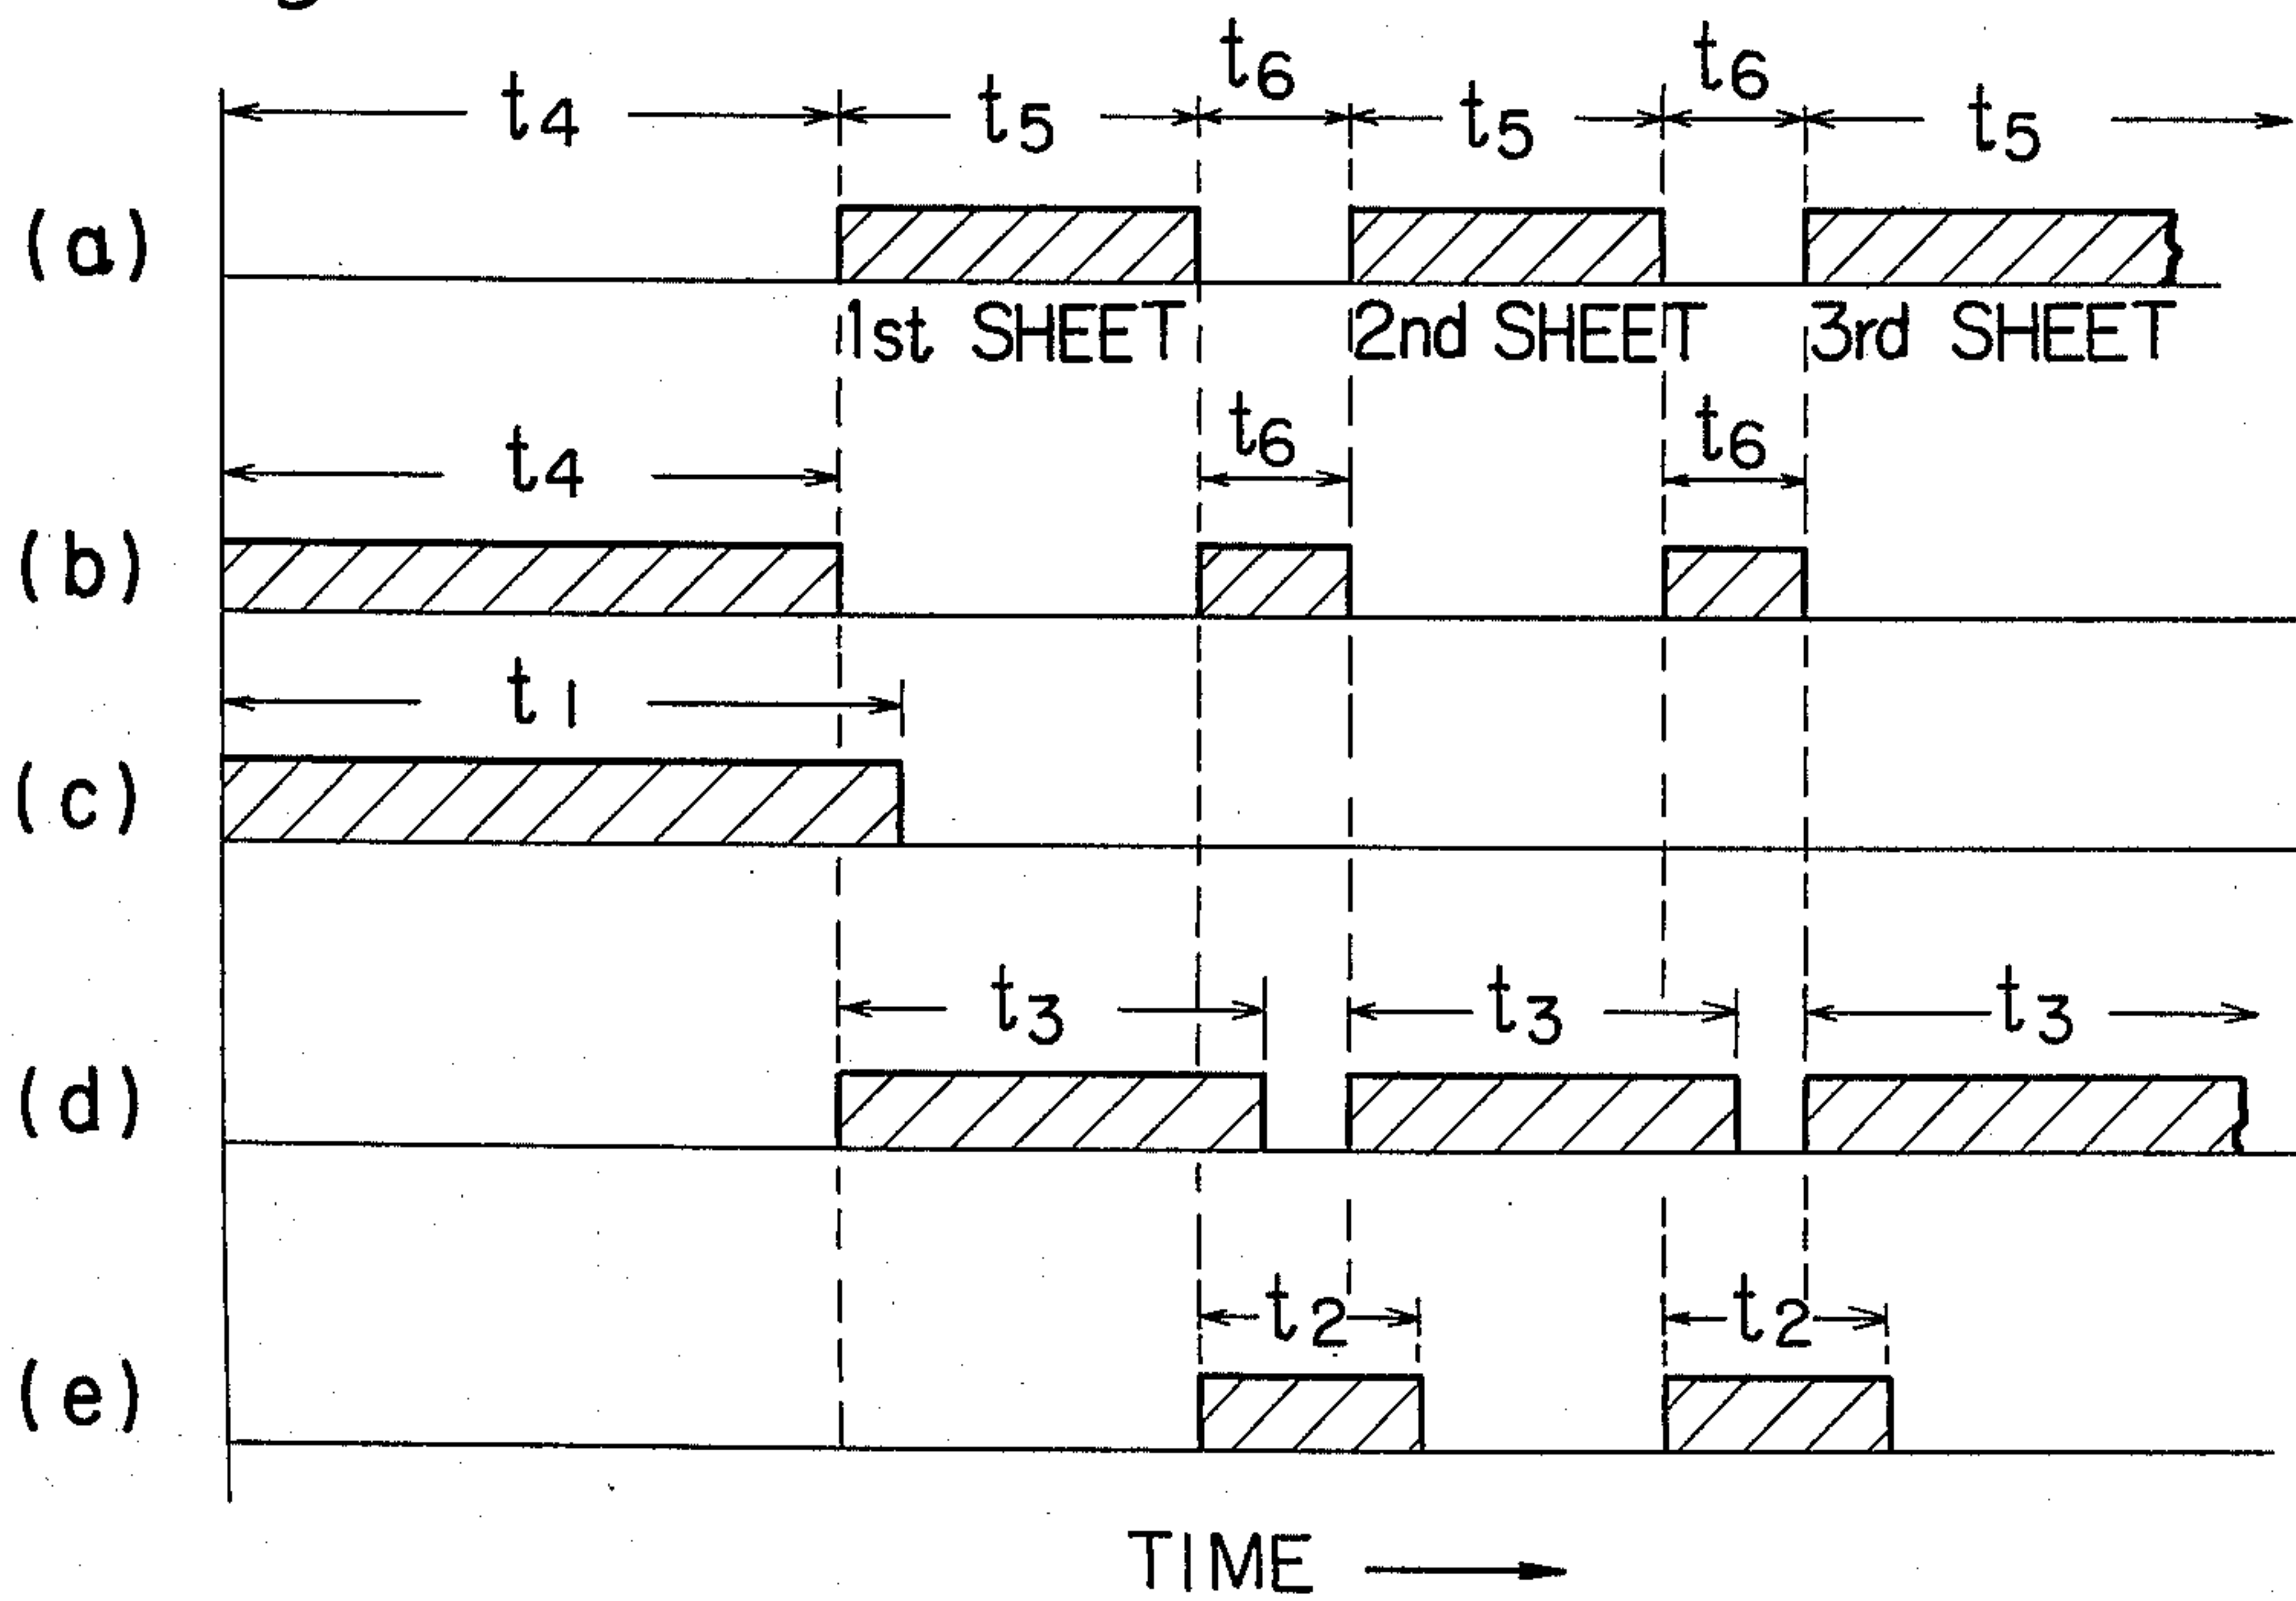 t4 t5 t6 t5 t6 t5
(a)
1st SHEET 2nd SHEET 3rd SHEET
t4 t6 t6
(b)
t1
(c)
t3 t3 t3
(d)
t2 t2
(e)
TIME